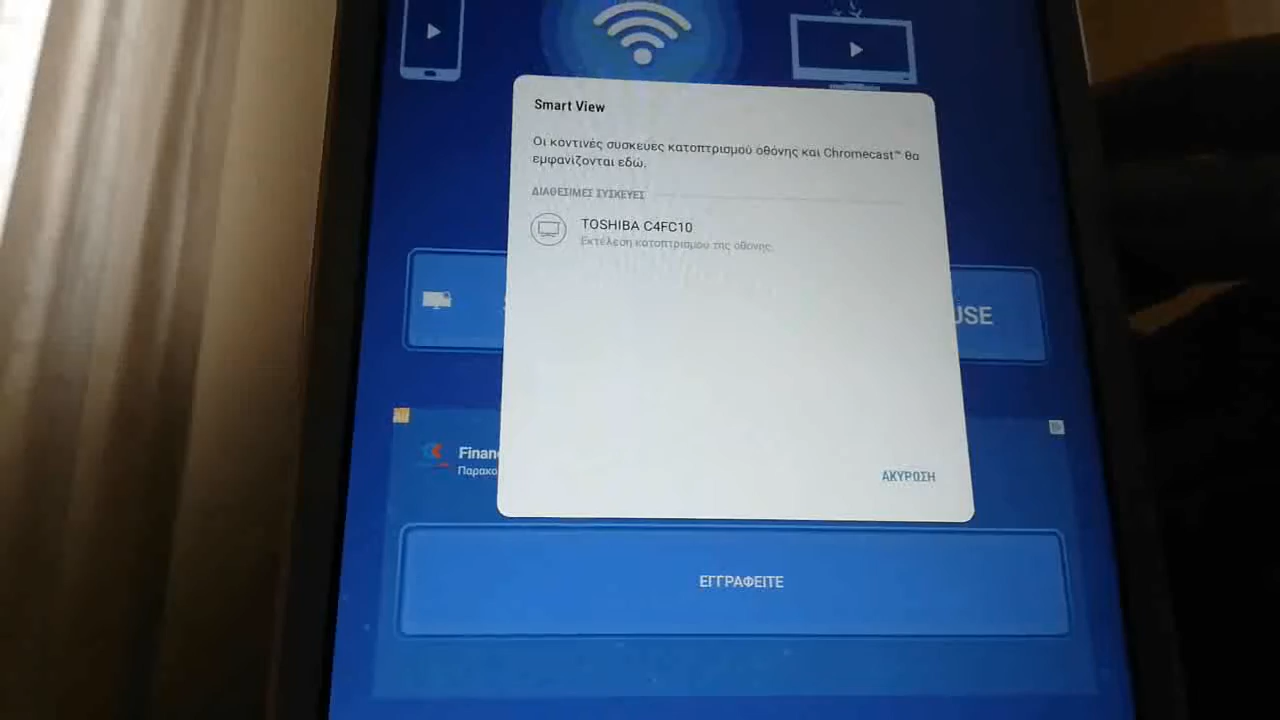 Smart View
Οι κοντινές συσκευές κατοπτρισμού οθόνης και Chromecast™ θα
εμφανίζονται εδώ.
ΔΙΑΘΕΣΙΜΕΣ ΣΥΣΚΕΥΕΣ
TOSHIBA C4FC10
Εκτέλεση κατοπτρισμού της οθόνης.
USE
Finan
Παρακο
ΑΚΥΡΩΣΗ
ΕΓΓΡΑΦΕΙΤΕ